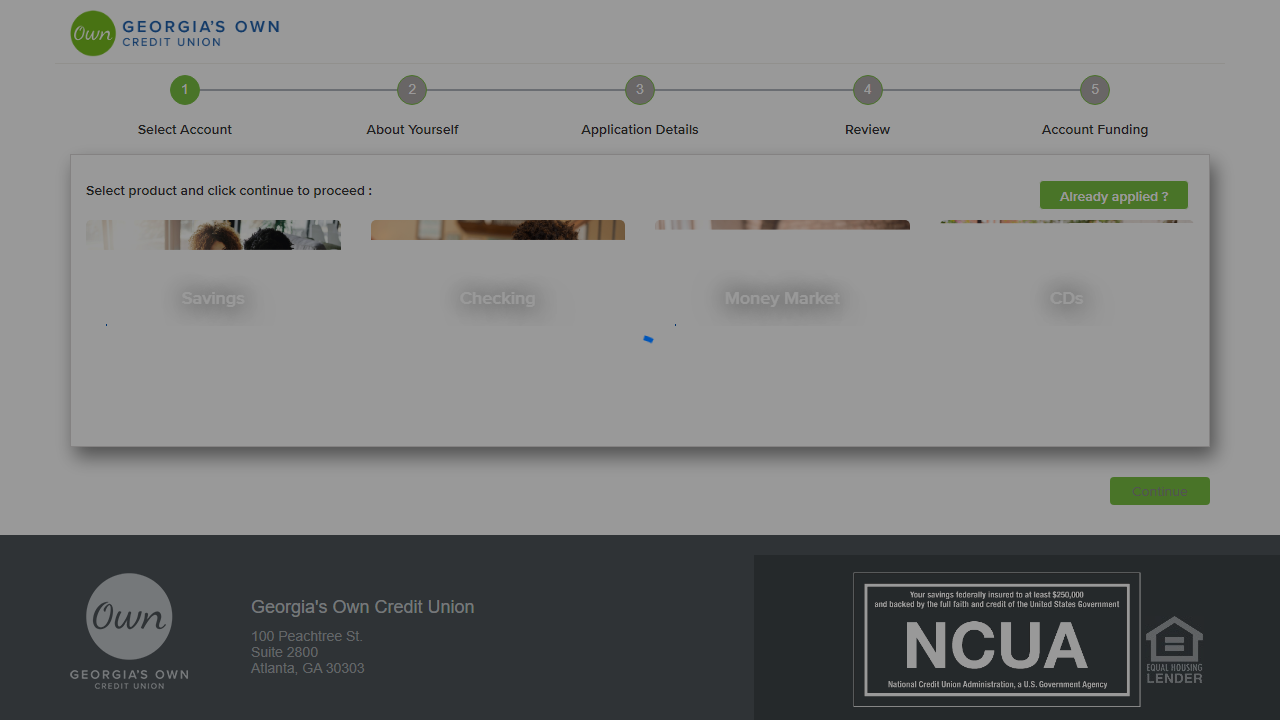 Own GEORGIA'S OWN
CREDIT UNION
1 2 3 4 5
Select Account About Yourself Application Details Review Account Funding
Select product and click continue to proceed :
Already applied ?
Savings Checking Money Market CDs
Continue
Own
GEORGIA'S OWN
CREDIT UNION
Georgia's Own Credit Union
100 Peachtree St.
Suite 2800
Atlanta, GA 30303
Your savings federally insured to at least $250,000
and backed by the full faith and credit of the United States Government
NCUA
National Credit Union Administration, a U.S. Government Agency
EQUAL HOUSING
LENDER